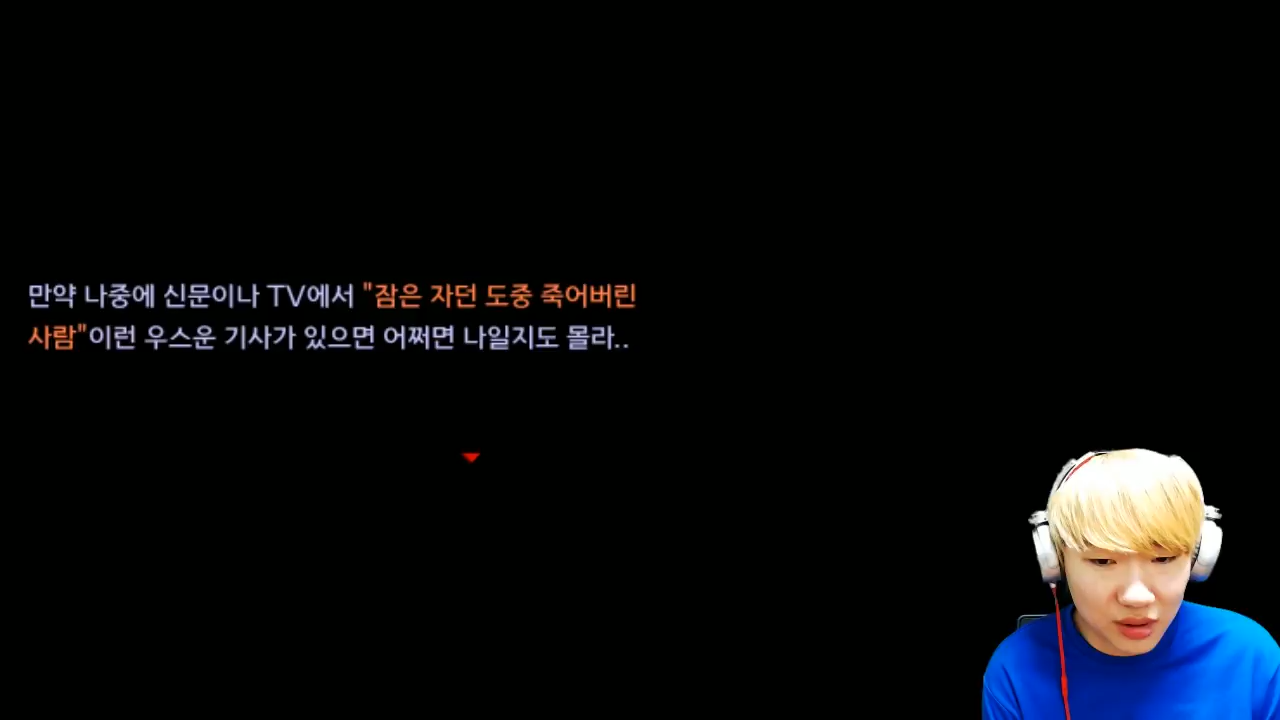 만약 나중에 신문이나 TV에서 "잠은 자던 도중 죽어버린
사람"이런 우스운 기사가 있으면 어쩌면 나일지도 몰라..